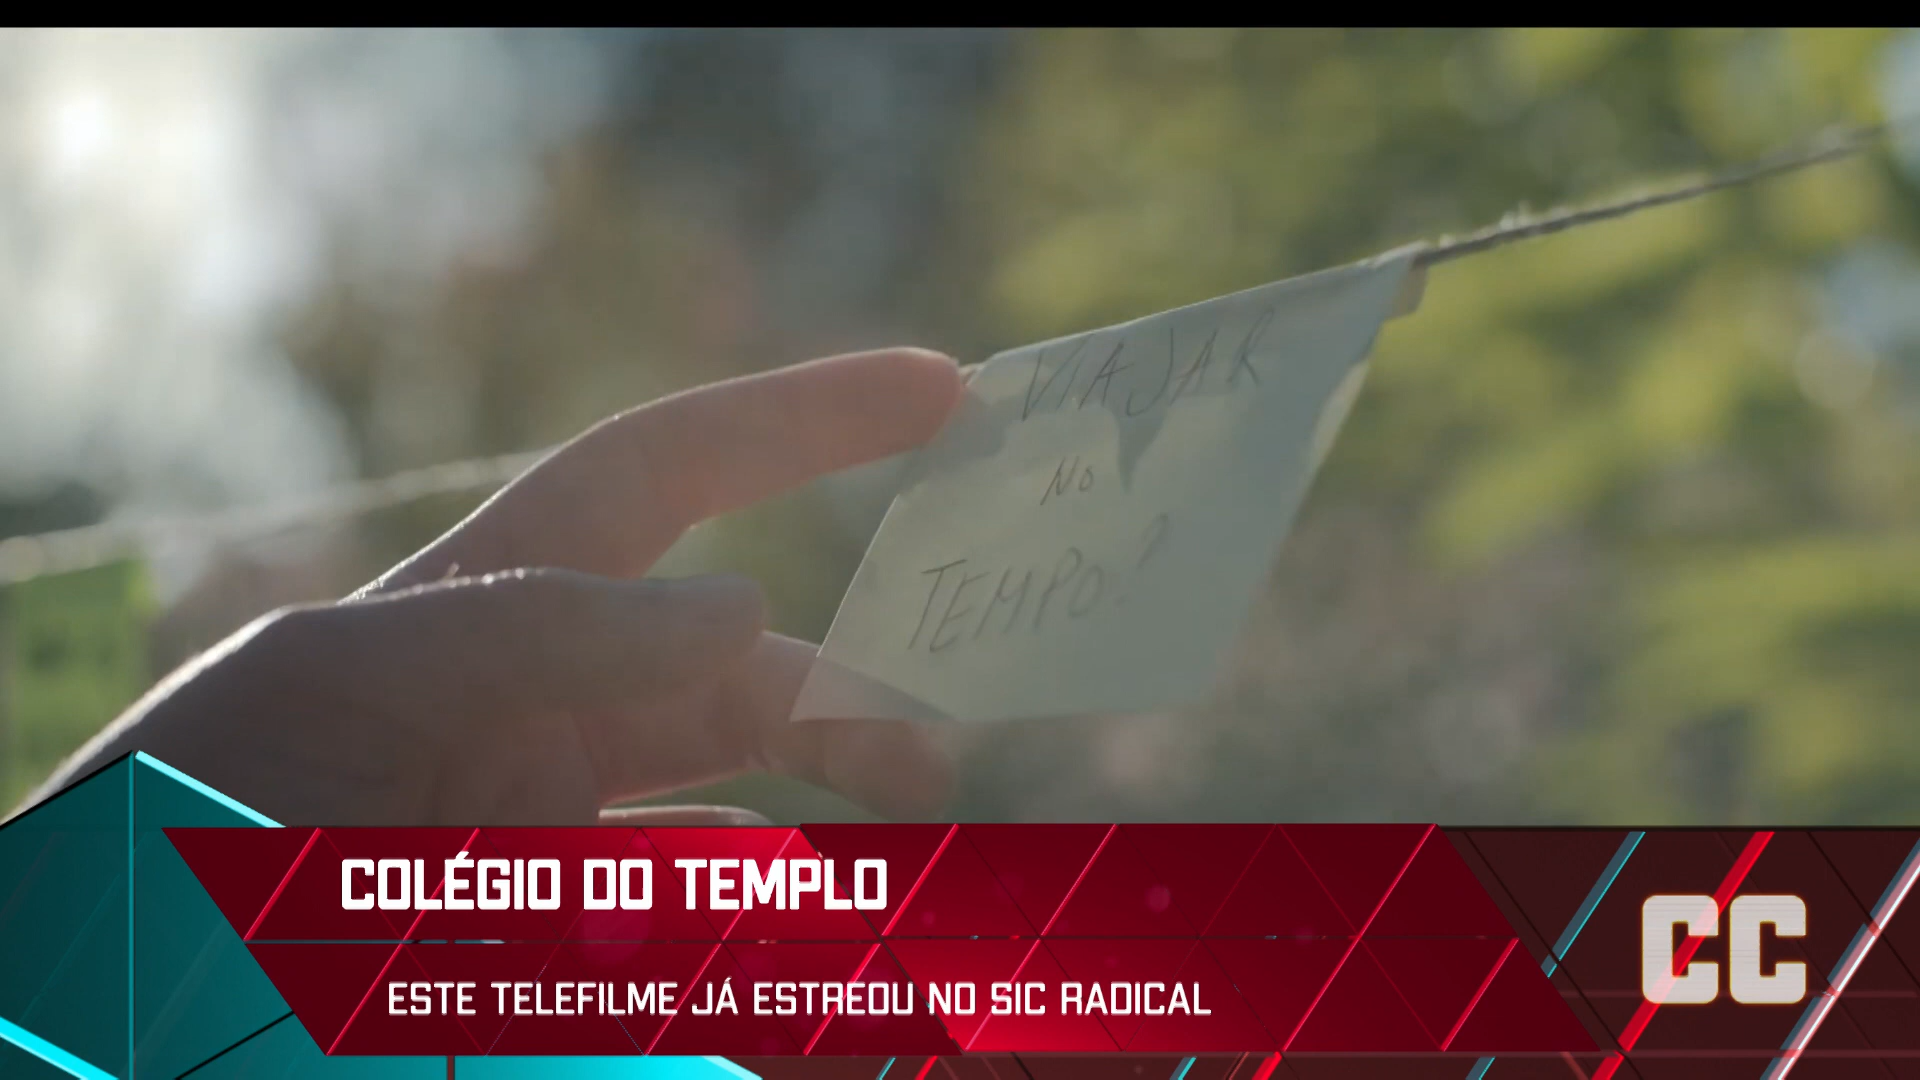 VIAJAR
NO
TEMPO?
COLÉGIO DO TEMPLO
ESTE TELEFILME JÁ ESTREOU NO SIC RADICAL
CC